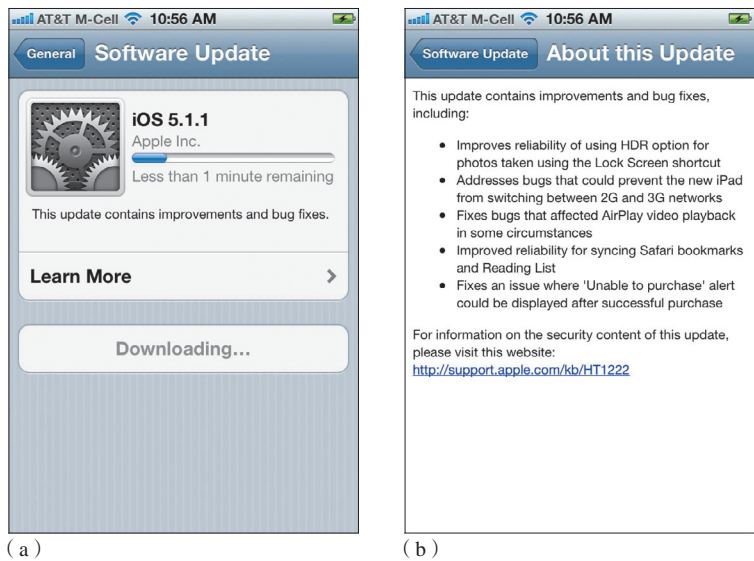 AT&T M-Cell 10:56 AM
General Software Update
iOS 5.1.1
Apple Inc.
Less than 1 minute remaining
This update contains improvements and bug fixes.
Learn More
Downloading...
(a)
AT&T M-Cell 10:56 AM
Software Update About this Update
This update contains improvements and bug fixes,
including:
• Improves reliability of using HDR option for
photos taken using the Lock Screen shortcut
• Addresses bugs that could prevent the new iPad
from switching between 2G and 3G networks
• Fixes bugs that affected AirPlay video playback
in some circumstances
• Improved reliability for syncing Safari bookmarks
and Reading List
• Fixes an issue where 'Unable to purchase' alert
could be displayed after successful purchase
For information on the security content of this update,
please visit this website:
http://support.apple.com/kb/HT1222
(b)